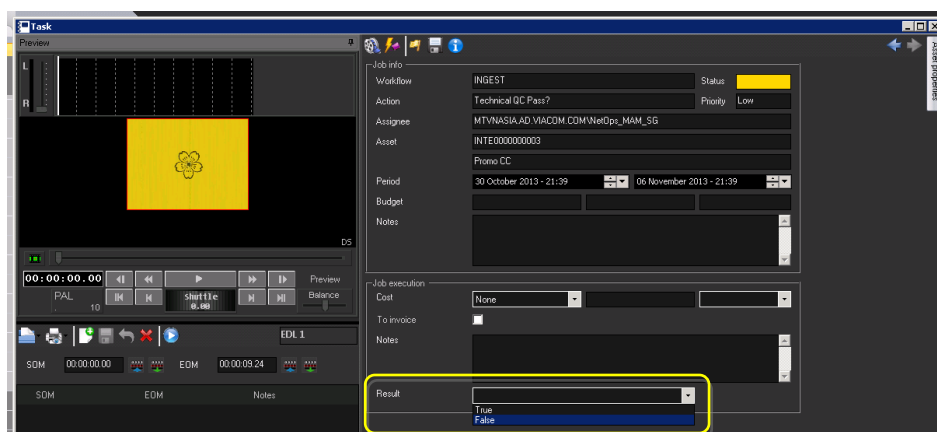 Task
Preview
L
R
D5
00:00:00.00
Preview
PAL
10
Shuttle
0.00
Balance
EDL 1
SOM 00:00:00.00 EOM 00:00:09.24
SOM EOM Notes
Job info
Workflow INGEST Status
Action Technical QC Pass? Priority Low
Assignee MTVNASIA.AD.VIACOM.COM\NetOps_MAM_SG
Asset INTE0000000003
Promo CC
Period 30 October 2013 - 21:39 06 November 2013 - 21:39
Budget
Notes
Job execution
Cost None
To invoice
Notes
Result
True
False
Asset properties